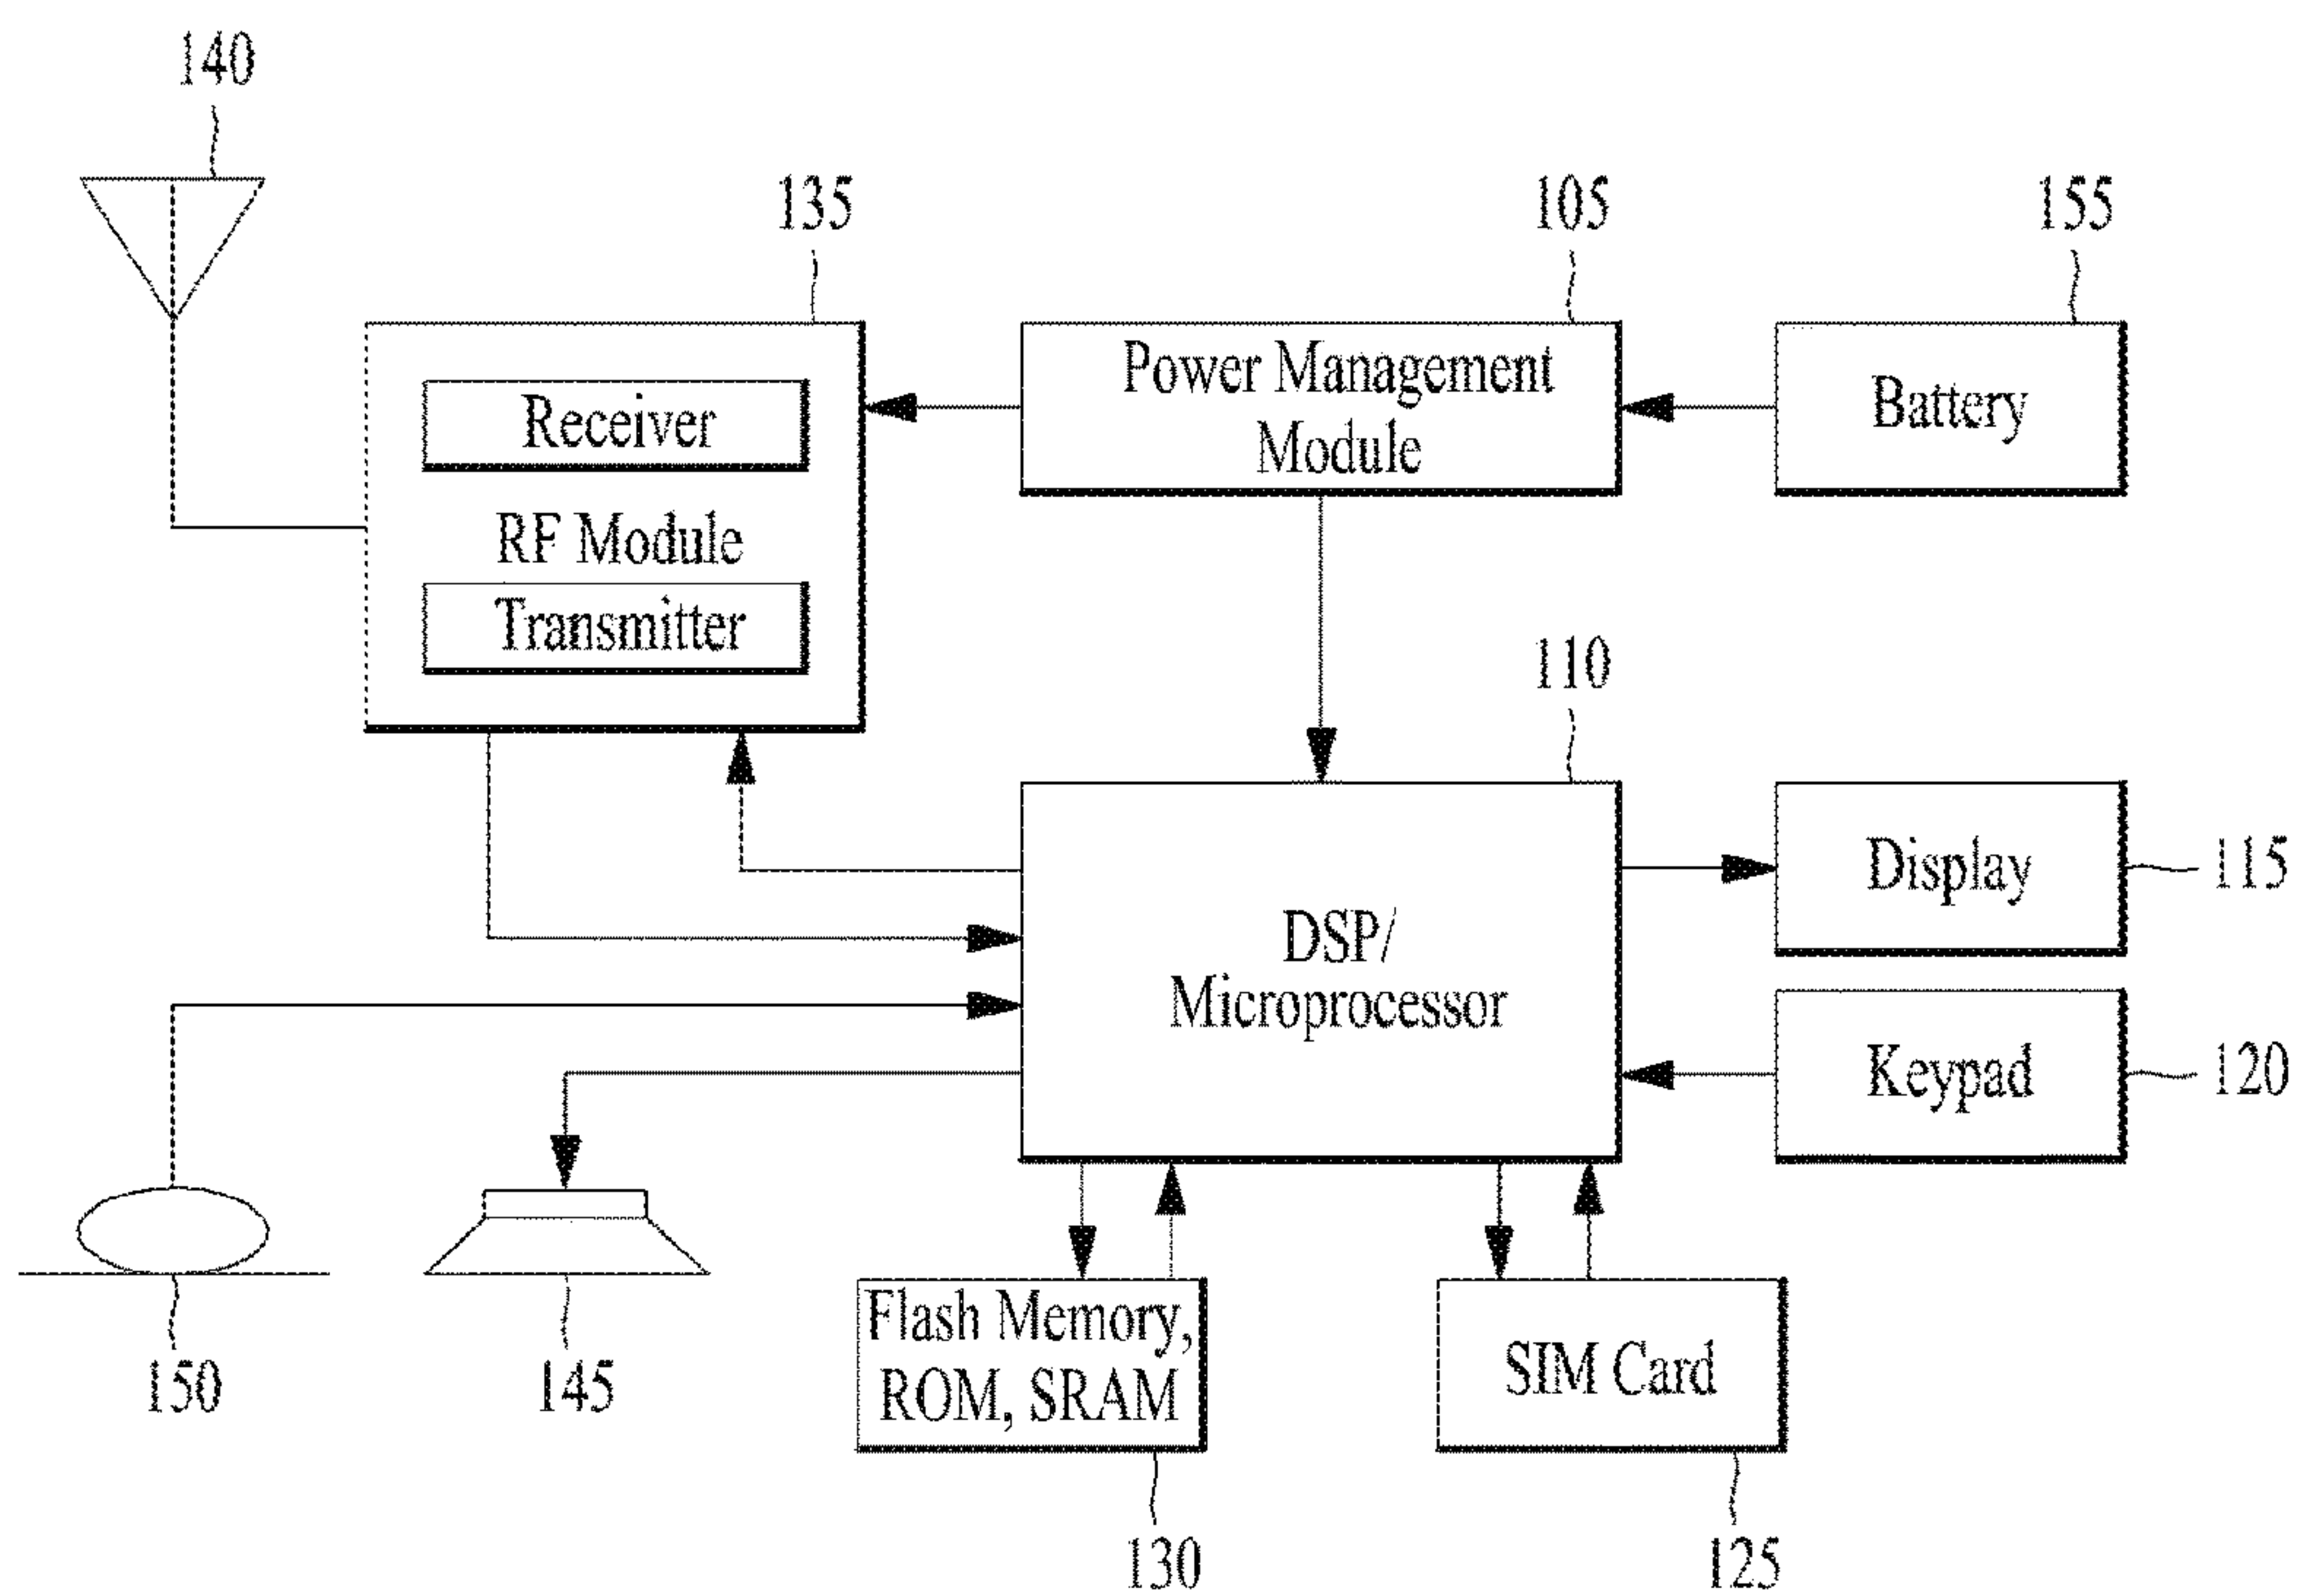 140
135
105
155
Receiver
RF Module
Transmitter
Power Management
Module
Battery
110
DSP/
Microprocessor
Display
115
Keypad
120
150
145
Flash Memory,
ROM, SRAM
SIM Card
130
125